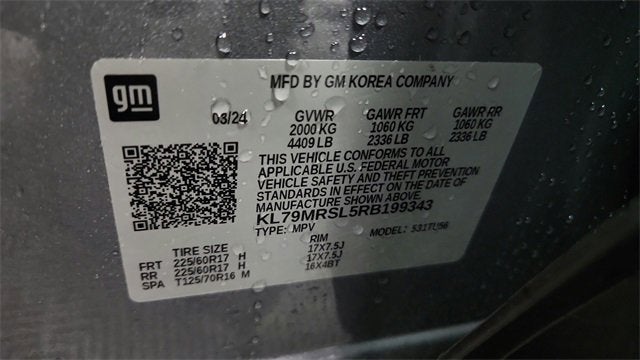 gm
MFD BY GM KOREA COMPANY
03/24 GVWR GAWR FRT GAWR RR
2000 KG 1060 KG 1060 KG
4409 LB 2336 LB 2336 LB
THIS VEHICLE CONFORMS TO ALL
APPLICABLE U.S. FEDERAL MOTOR
VEHICLE SAFETY AND THEFT PREVENTION
STANDARDS IN EFFECT ON THE DATE OF
MANUFACTURE SHOWN ABOVE.
KL79MRSL5RB199343
TYPE: MPV MODEL: 531TU56
TIRE SIZE RIM
FRT 225/60R17 H 17X7.5J
RR 225/60R17 H 17X7.5J
SPA T125/70R16 M 16X4BT